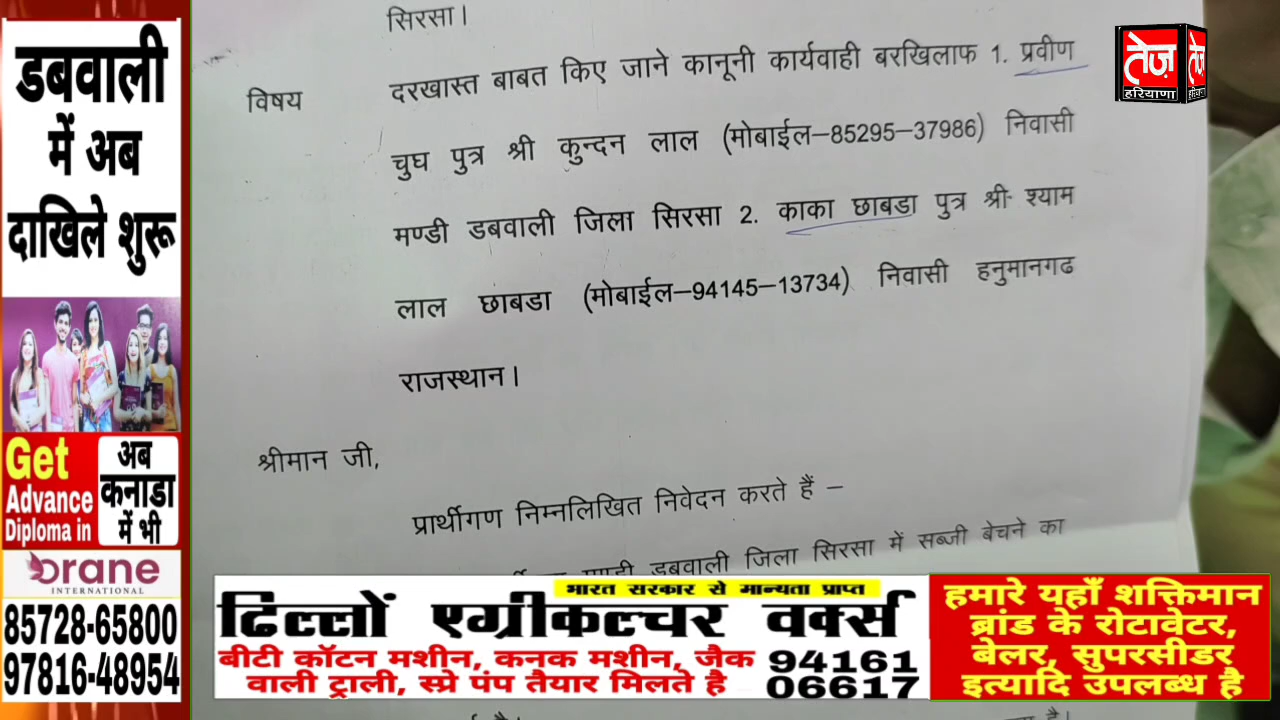 डबवाली
में अब
दाखिले शुरू
Get
Advance
Diploma in
अब
कनाडा
में भी
orane
INTERNATIONAL
85728-65800
97816-48954
सिरसा।
विषय दरखास्त बाबत किए जाने कानूनी कार्यवाही बरखिलाफ 1. प्रवीण
चुघ पुत्र श्री कुन्दन लाल (मोबाईल–85295–37986) निवासी
मण्डी डबवाली जिला सिरसा 2. काका छाबडा पुत्र श्री श्याम
लाल छाबडा (मोबाईल–94145–13734) निवासी हनुमानगढ
राजस्थान।
श्रीमान जी,
प्रार्थीगण निम्नलिखित निवेदन करते हैं –
मण्डी डबवाली जिला सिरसा में सब्जी बेचने का
तेज़
हरियाणा
तेज़
भारत सरकार से मान्यता प्राप्त
ढिल्लों एग्रीकल्चर वर्क्स
बीटी कॉटन मशीन, कनक मशीन, जैक
वाली ट्राली, स्प्रे पंप तैयार मिलते है
94161
06617
हमारे यहाँ शक्तिमान
ब्रांड के रोटावेटर,
बेलर, सुपरसीडर
इत्यादि उपलब्ध है
है।